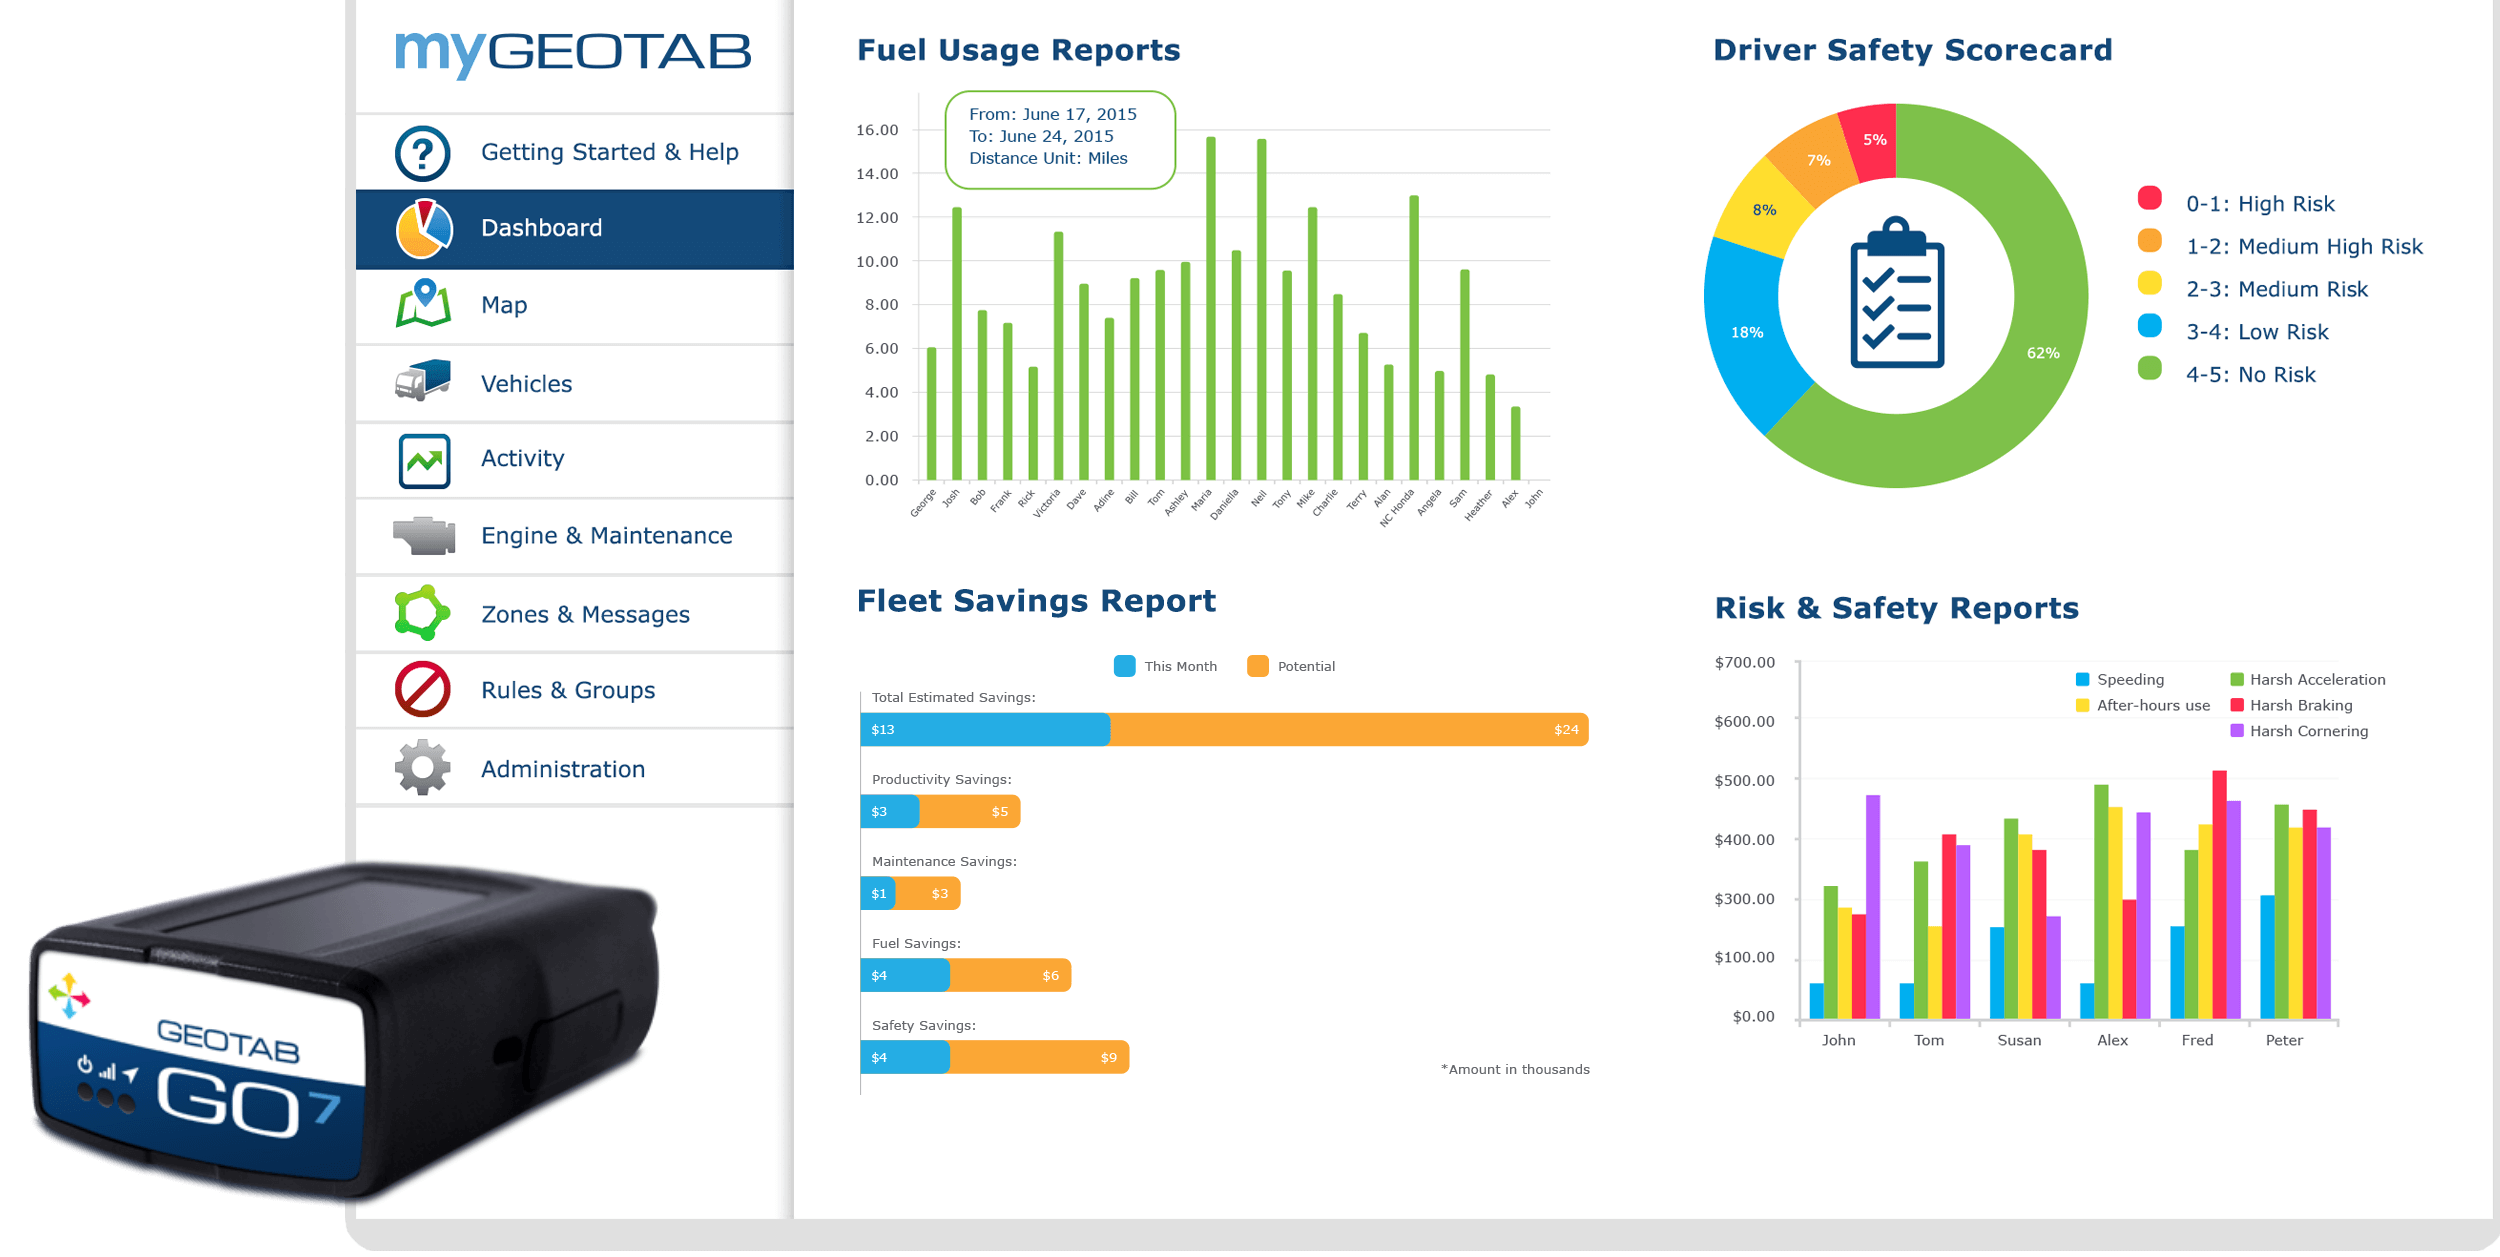 myGEOTAB
Getting Started & Help
Dashboard
Map
Vehicles
Activity
Engine & Maintenance
Zones & Messages
Rules & Groups
Administration
GEOTAB
GO7
Fuel Usage Reports
From: June 17, 2015
To: June 24, 2015
Distance Unit: Miles
16.00
14.00
12.00
10.00
8.00
6.00
4.00
2.00
0.00
George Josh Bob Frank Rick Victoria Dave Adine Bill Tom Ashley Maria Daniella Neil Tony Mike Charlie Terry Alan NC Honda Angela Sam Heather Alex John
Driver Safety Scorecard
5%
7%
8%
18%
62%
0-1: High Risk
1-2: Medium High Risk
2-3: Medium Risk
3-4: Low Risk
4-5: No Risk
Fleet Savings Report
This Month Potential
Total Estimated Savings:
$13 $24
Productivity Savings:
$3 $5
Maintenance Savings:
$1 $3
Fuel Savings:
$4 $6
Safety Savings:
$4 $9
*Amount in thousands
Risk & Safety Reports
Speeding Harsh Acceleration
After-hours use Harsh Braking
Harsh Cornering
$700.00
$600.00
$500.00
$400.00
$300.00
$100.00
$0.00
John Tom Susan Alex Fred Peter